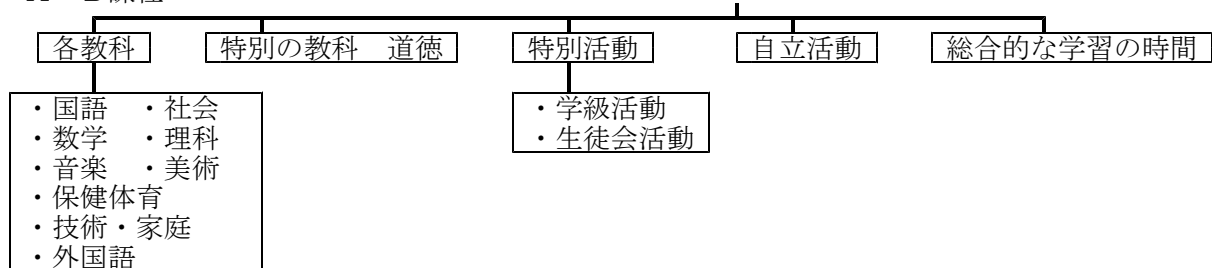 各教科 特別の教科 道徳 特別活動 自立活動 総合的な学習の時間
・国語 ・社会
・数学 ・理科
・音楽 ・美術
・保健体育
・技術・家庭
・外国語
・学級活動
・生徒会活動